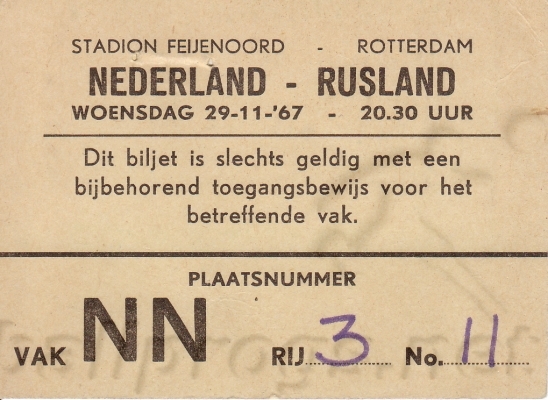 STADION FEIJENOORD - ROTTERDAM
NEDERLAND - RUSLAND
WOENSDAG 29-11-'67 - 20.30 UUR
Dit biljet is slechts geldig met een
bijbehorend toegangsbewijs voor het
betreffende vak.
PLAATSNUMMER
VAK NN RIJ 3 No. 11